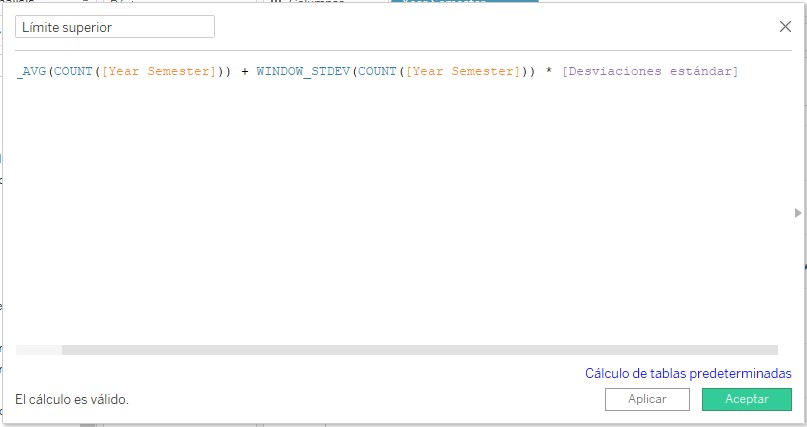 Límite superior
_AVG(COUNT([Year Semester])) + WINDOW_STDEV(COUNT([Year Semester])) * [Desviaciones estándar]
Cálculo de tablas predeterminadas
El cálculo es válido.
Aplicar
Aceptar